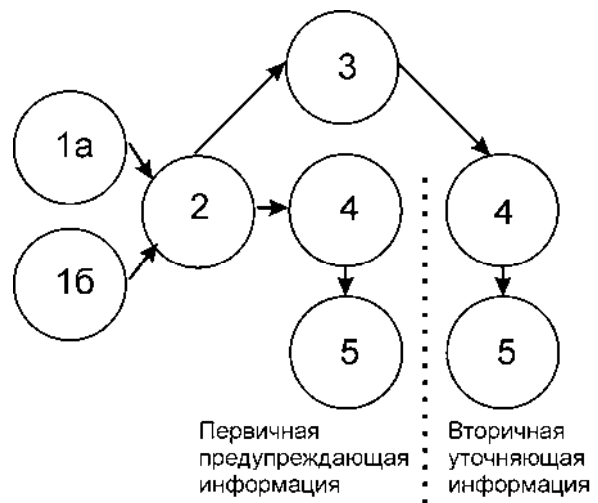 3
1а
2
4
4
1б
5
5
Первичная
предупреждающая
информация
Вторичная
уточняющая
информация